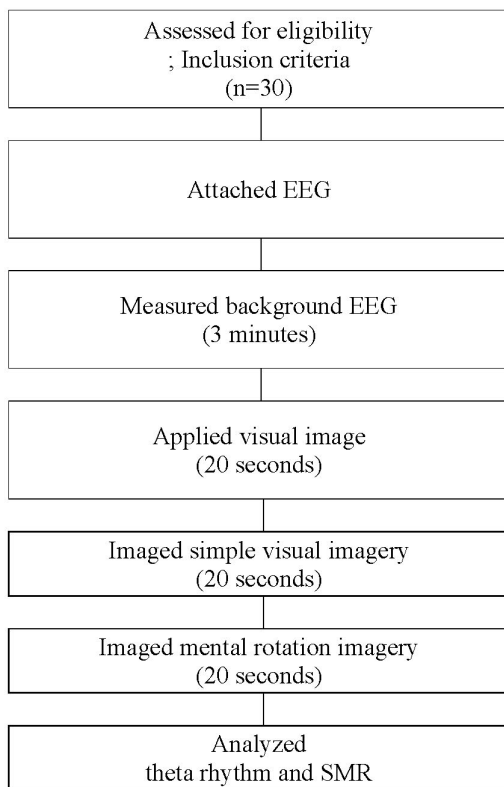 Assessed for eligibility
; Inclusion criteria
(n=30)
Attached EEG
Measured background EEG
(3 minutes)
Applied visual image
(20 seconds)
Imaged simple visual imagery
(20 seconds)
Imaged mental rotation imagery
(20 seconds)
Analyzed
theta rhythm and SMR